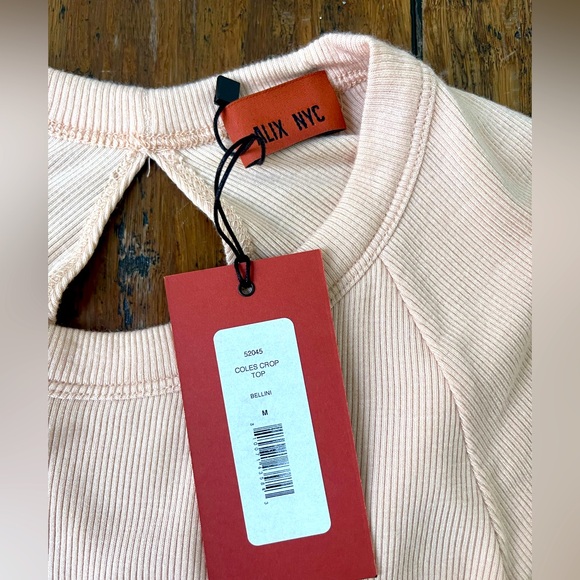 ALIX NYC
52045
COLES CROP
TOP
BELLINI
M